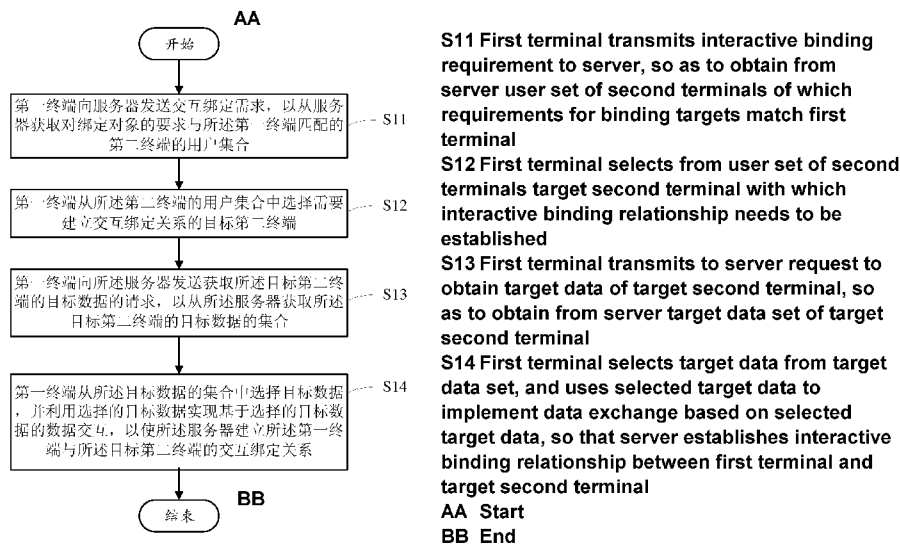 AA
开始
第一终端向服务器发送交互绑定需求，以从服务
器获取对绑定对象的要求与所述第一终端匹配的
第二终端的用户集合
S11
第一终端从所述第二终端的用户集合中选择需要
建立交互绑定关系的目标第二终端
S12
第一终端向所述服务器发送获取所述目标第二终
端的目标数据的请求，以从所述服务器获取所述
目标第二终端的目标数据的集合
S13
第一终端从所述目标数据的集合中选择目标数据
，并利用选择的目标数据实现基于选择的目标数
据的数据交互，以使所述服务器建立所述第一终
端与所述目标第二终端的交互绑定关系
S14
BB
结束
S11 First terminal transmits interactive binding
requirement to server, so as to obtain from
server user set of second terminals of which
requirements for binding targets match first
terminal
S12 First terminal selects from user set of second
terminals target second terminal with which
interactive binding relationship needs to be
established
S13 First terminal transmits to server request to
obtain target data of target second terminal, so
as to obtain from server target data set of target
second terminal
S14 First terminal selects target data from target
data set, and uses selected target data to
implement data exchange based on selected
target data, so that server establishes interactive
binding relationship between first terminal and
target second terminal
AA Start
BB End